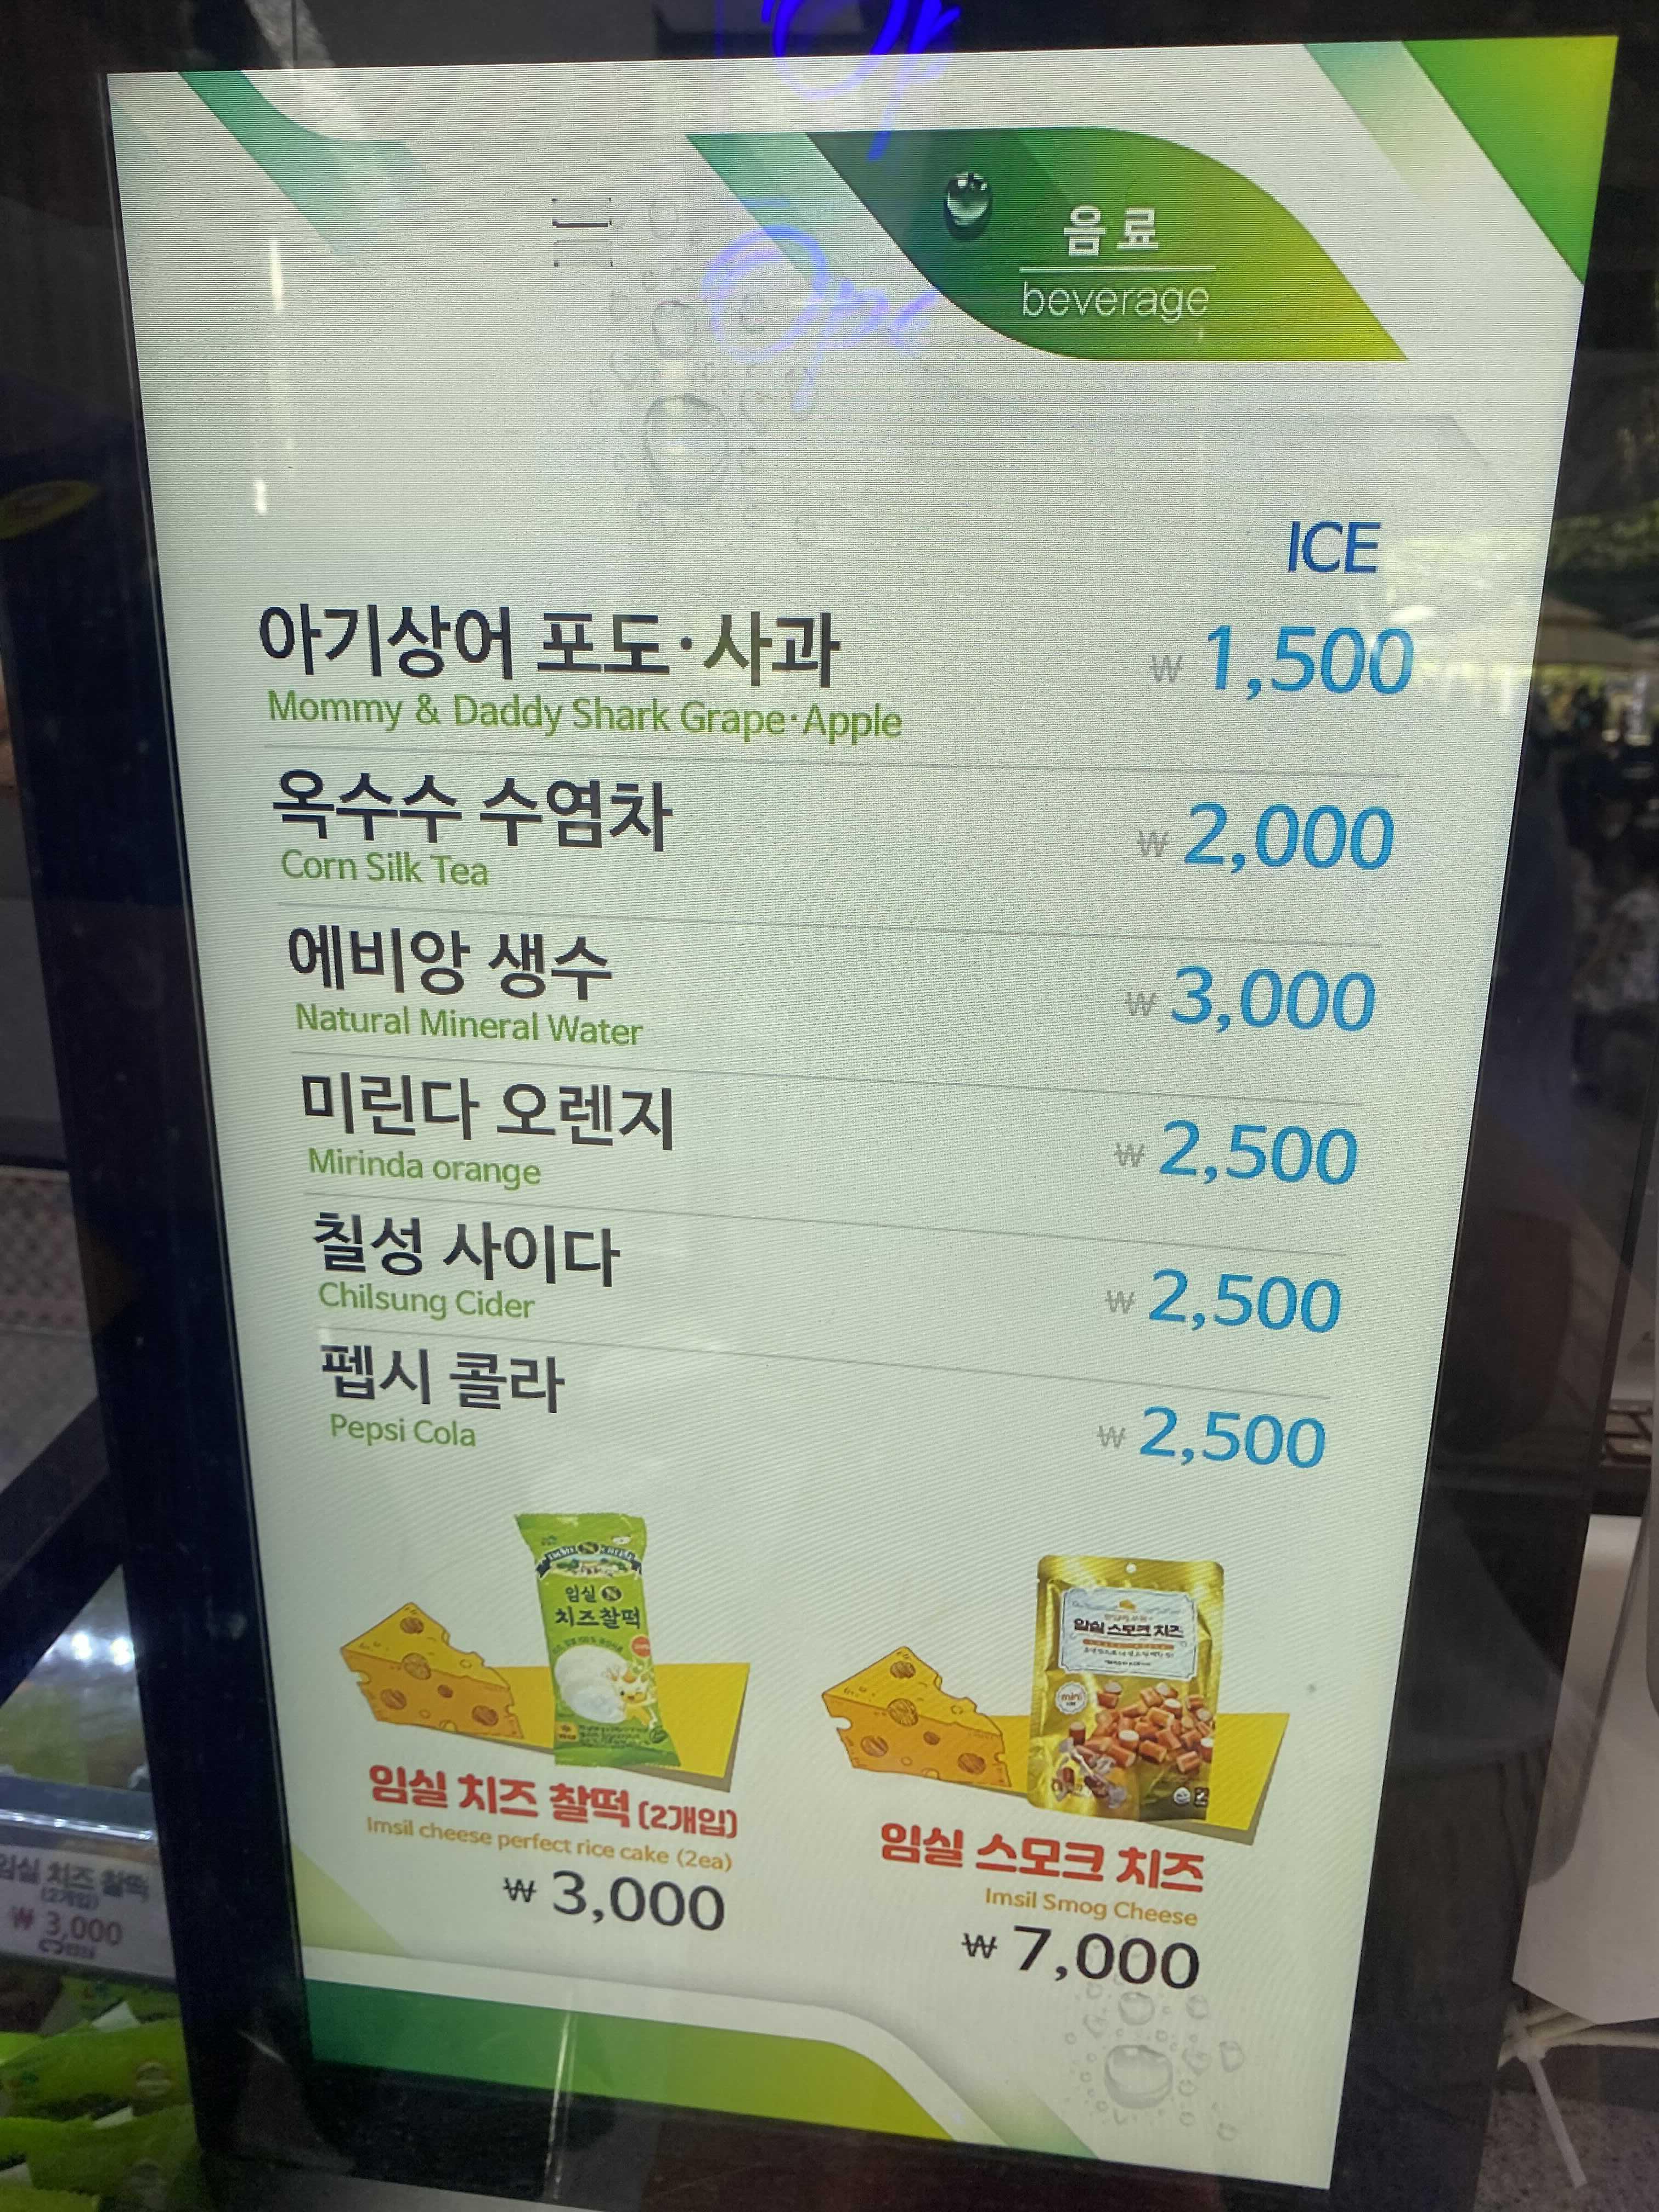 음료
beverage
ICE
아기상어 포도·사과
₩ 1,500
Mommy & Daddy Shark Grape·Apple
옥수수 수염차
₩ 2,000
Corn Silk Tea
에비앙 생수
₩ 3,000
Natural Mineral Water
미린다 오렌지
₩ 2,500
Mirinda orange
칠성 사이다
₩ 2,500
Chilsung Cider
펩시 콜라
₩ 2,500
Pepsi Cola
임실
치즈찰떡
임실 스모크 치즈
mini
임실 치즈 찰떡 (2개입)
Imsil cheese perfect rice cake (2ea)
₩ 3,000
임실 스모크 치즈
Imsil Smog Cheese
₩ 7,000
임실 치즈 찰떡
(2개입)
₩ 3,000